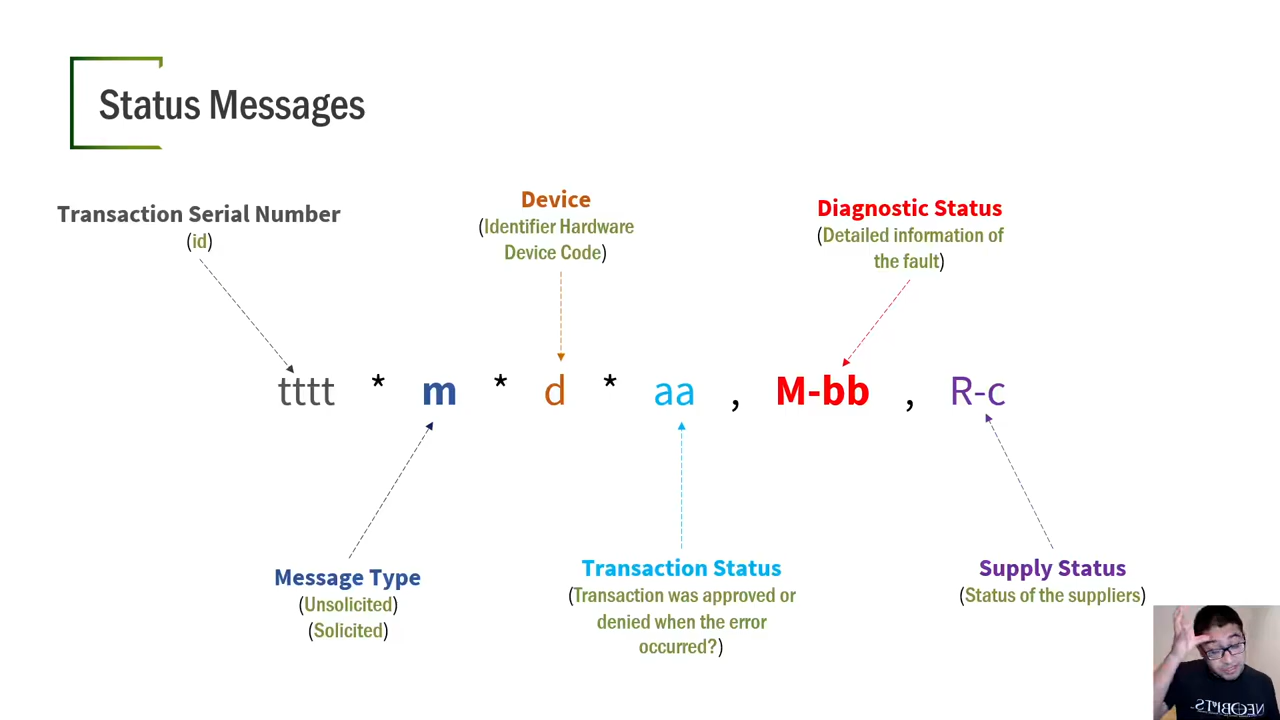 Status Messages
Transaction Serial Number
(id)
Device
(Identifier Hardware
Device Code)
Diagnostic Status
(Detailed information of
the fault)
tttt * m * d * aa , M-bb , R-c
Message Type
(Unsolicited)
(Solicited)
Transaction Status
(Transaction was approved or
denied when the error
occurred?)
Supply Status
(Status of the suppliers)